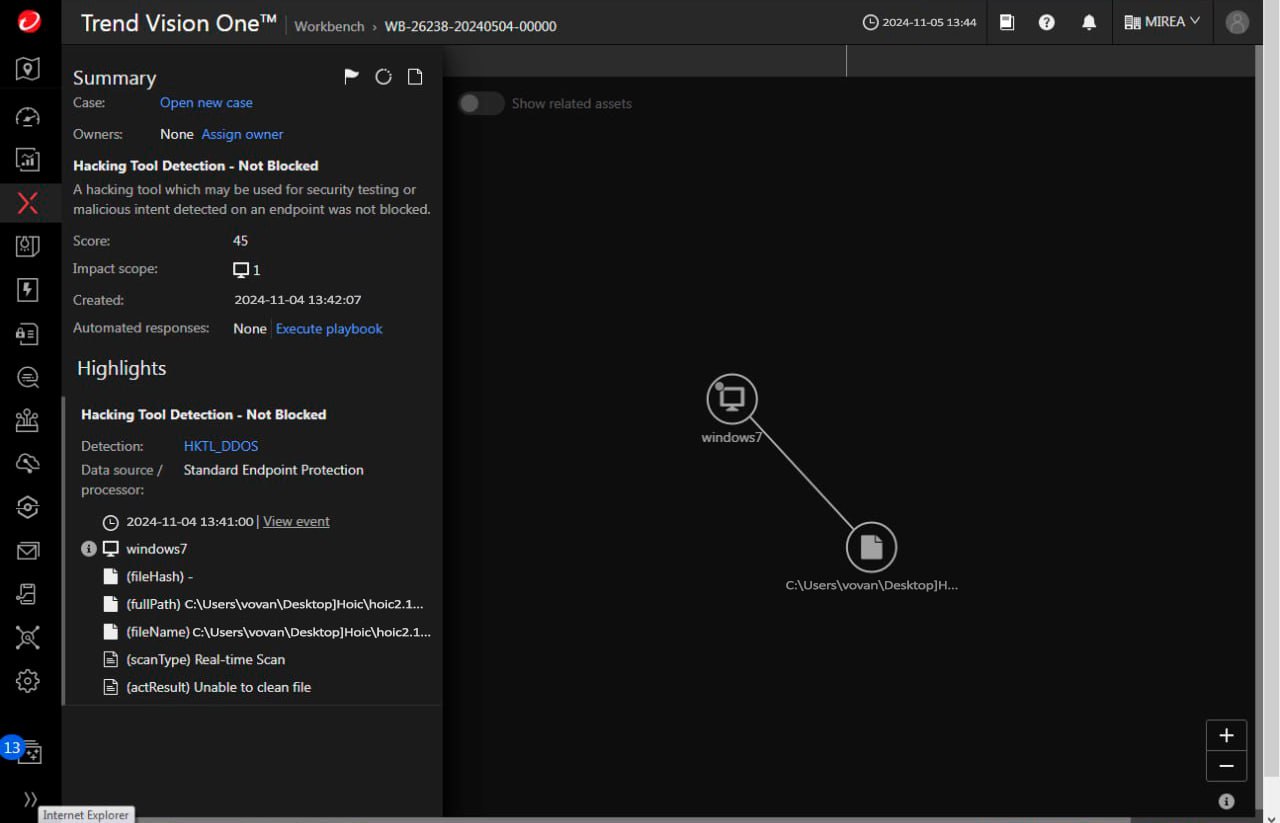 Trend Vision One™ Workbench › WB-26238-20240504-00000 2024-11-05 13:44 MIREA
Summary
Case: Open new case
Owners: None Assign owner
Hacking Tool Detection - Not Blocked
A hacking tool which may be used for security testing or
malicious intent detected on an endpoint was not blocked.
Score: 45
Impact scope: 1
Created: 2024-11-04 13:42:07
Automated responses: None Execute playbook
Highlights
Hacking Tool Detection - Not Blocked
Detection: HKTL_DDOS
Data source / Standard Endpoint Protection
processor:
2024-11-04 13:41:00 | View event
windows7
(fileHash) -
(fullPath) C:\Users\vovan\Desktop]Hoic\hoic2.1...
(fileName) C:\Users\vovan\Desktop]Hoic\hoic2.1...
(scanType) Real-time Scan
(actResult) Unable to clean file
Show related assets
windows7
C:\Users\vovan\Desktop]H...
13
Internet Explorer